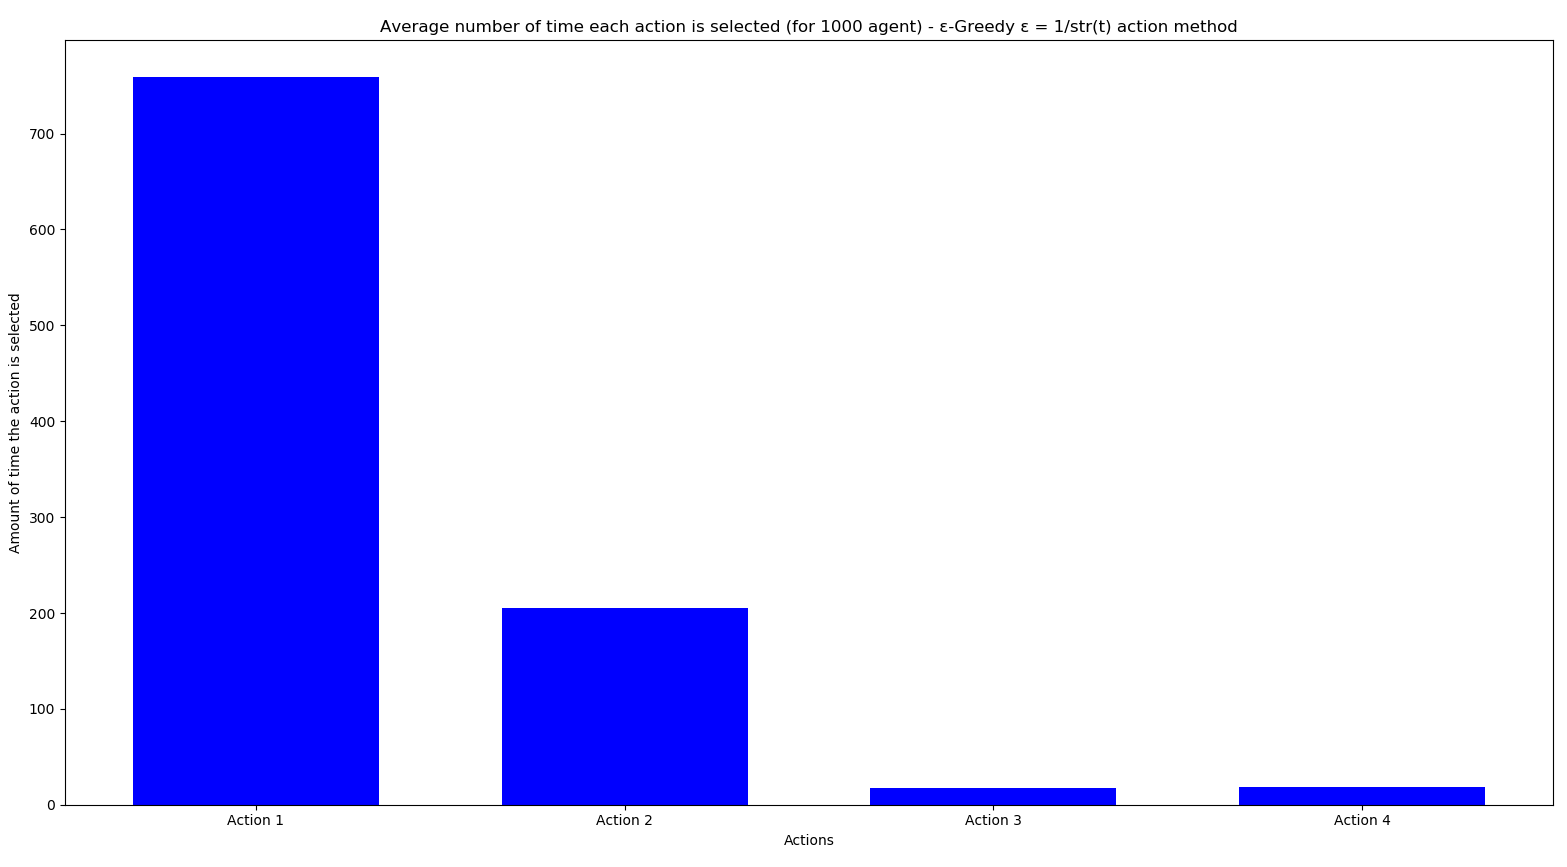 Average number of time each action is selected (for 1000 agent) - ε-Greedy ε = 1/str(t) action method
Amount of time the action is selected
700
600
500
400
300
200
100
0
Action 1
Action 2
Action 3
Action 4
Actions